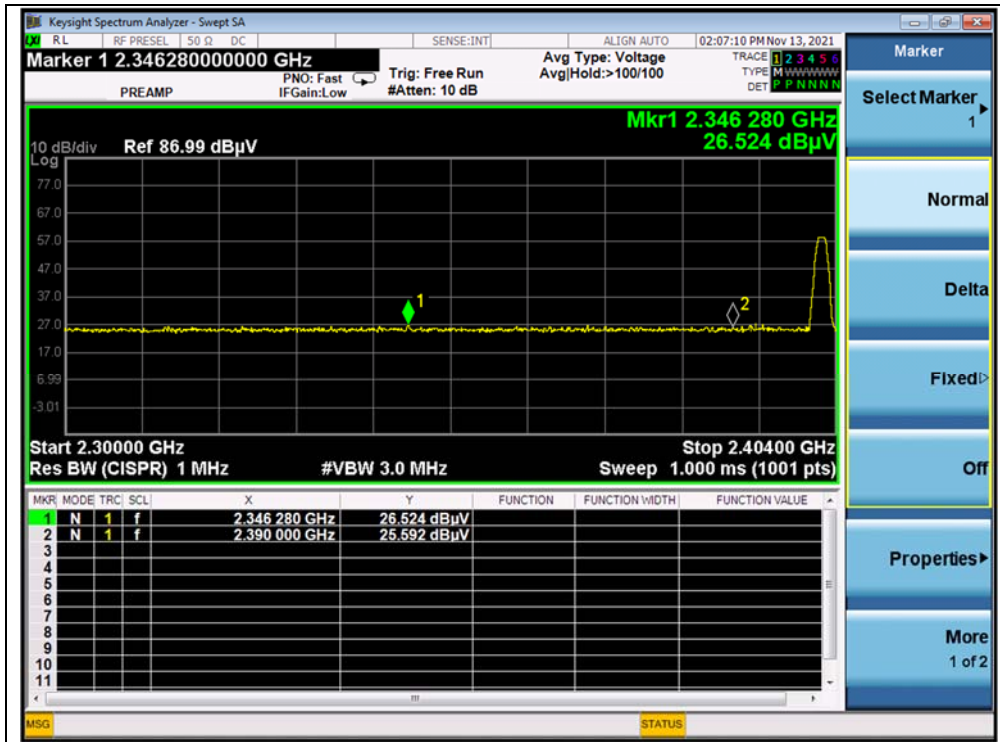 Keysight Spectrum Analyzer - Swept SA
LXI RL RF PRESEL 50 Ω DC SENSE:INT ALIGN AUTO 02:07:10 PM Nov 13, 2021
Marker 1 2.346280000000 GHz
PREAMP
PNO: Fast
IFGain:Low
Trig: Free Run
#Atten: 10 dB
Avg Type: Voltage
Avg|Hold:>100/100
TRACE 1 2 3 4 5 6
TYPE M WWWWW
DET P P N N N N
Mkr1 2.346 280 GHz
26.524 dBµV
10 dB/div Ref 86.99 dBµV
Log
77.0
67.0
57.0
47.0
37.0
27.0
17.0
6.99
-3.01
1
2
Start 2.30000 GHz Stop 2.40400 GHz
Res BW (CISPR) 1 MHz #VBW 3.0 MHz Sweep 1.000 ms (1001 pts)
MKR MODE TRC SCL X Y FUNCTION FUNCTION WIDTH FUNCTION VALUE
1 N 1 f 2.346 280 GHz 26.524 dBµV
2 N 1 f 2.390 000 GHz 25.592 dBµV
3
4
5
6
7
8
9
10
11
MSG STATUS
Marker
Select Marker
1
Normal
Delta
Fixed
Off
Properties
More
1 of 2